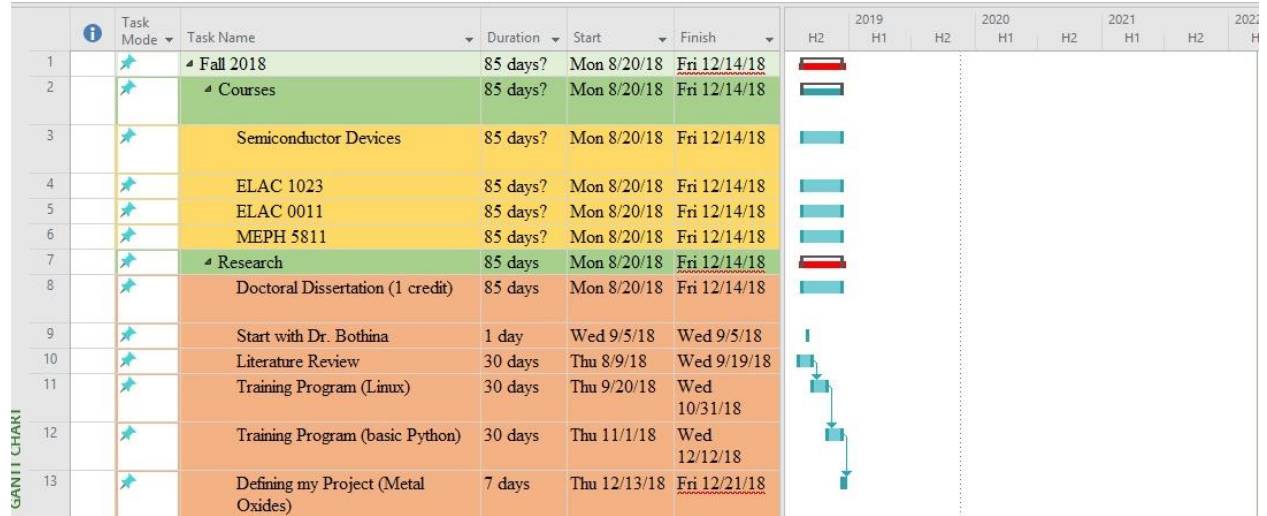 Task Mode Task Name Duration Start Finish
2019 2020 2021 2022
H2 H1 H2 H1 H2 H1 H2 H
1 Fall 2018 85 days? Mon 8/20/18 Fri 12/14/18
2 Courses 85 days? Mon 8/20/18 Fri 12/14/18
3 Semiconductor Devices 85 days? Mon 8/20/18 Fri 12/14/18
4 ELAC 1023 85 days? Mon 8/20/18 Fri 12/14/18
5 ELAC 0011 85 days? Mon 8/20/18 Fri 12/14/18
6 MEPH 5811 85 days? Mon 8/20/18 Fri 12/14/18
7 Research 85 days Mon 8/20/18 Fri 12/14/18
8 Doctoral Dissertation (1 credit) 85 days Mon 8/20/18 Fri 12/14/18
9 Start with Dr. Bothina 1 day Wed 9/5/18 Wed 9/5/18
10 Literature Review 30 days Thu 8/9/18 Wed 9/19/18
11 Training Program (Linux) 30 days Thu 9/20/18 Wed
10/31/18
12 Training Program (basic Python) 30 days Thu 11/1/18 Wed
12/12/18
13 Defining my Project (Metal 7 days Thu 12/13/18 Fri 12/21/18
Oxides)
GANTT CHART